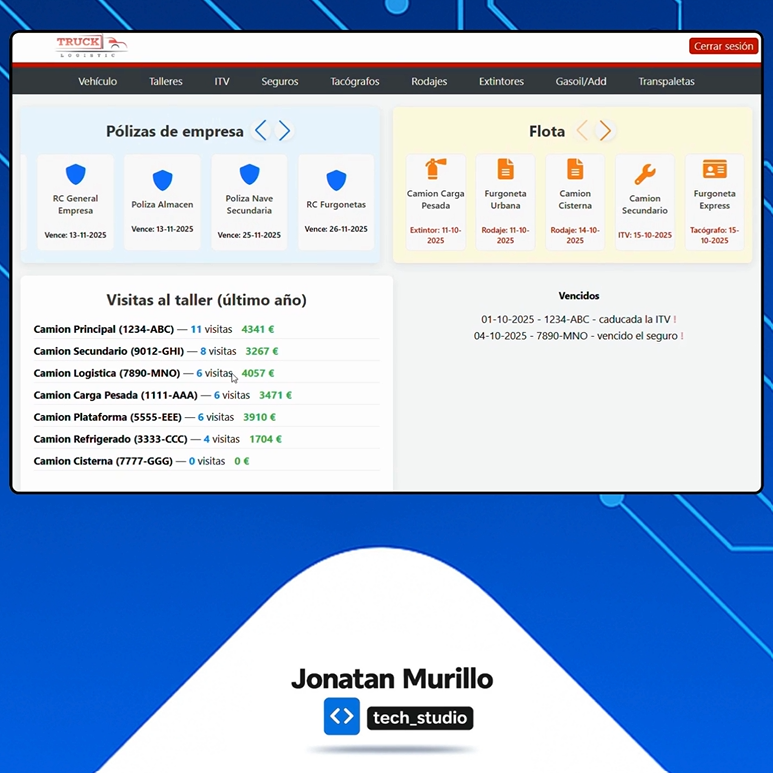 TRUCK
LOGISTIC
Cerrar sesión
Vehículo Talleres ITV Seguros Tacógrafos Rodajes Extintores Gasoil/Add Transpaletas
Pólizas de empresa
RC General
Empresa
Vence: 13-11-2025
Poliza Almacen
Vence: 13-11-2025
Poliza Nave
Secundaria
Vence: 25-11-2025
RC Furgonetas
Vence: 26-11-2025
Flota
Camion Carga
Pesada
Extintor: 11-10-
2025
Furgoneta
Urbana
Rodaje: 11-10-
2025
Camion
Cisterna
Rodaje: 14-10-
2025
Camion
Secundario
ITV: 15-10-2025
Furgoneta
Express
Tacógrafo: 15-
10-2025
Visitas al taller (último año)
Camion Principal (1234-ABC) — 11 visitas 4341 €
Camion Secundario (9012-GHI) — 8 visitas 3267 €
Camion Logistica (7890-MNO) — 6 visitas 4057 €
Camion Carga Pesada (1111-AAA) — 6 visitas 3471 €
Camion Plataforma (5555-EEE) — 6 visitas 3910 €
Camion Refrigerado (3333-CCC) — 4 visitas 1704 €
Camion Cisterna (7777-GGG) — 0 visitas 0 €
Vencidos
01-10-2025 - 1234-ABC - caducada la ITV !
04-10-2025 - 7890-MNO - vencido el seguro !
Jonatan Murillo
<> tech_studio